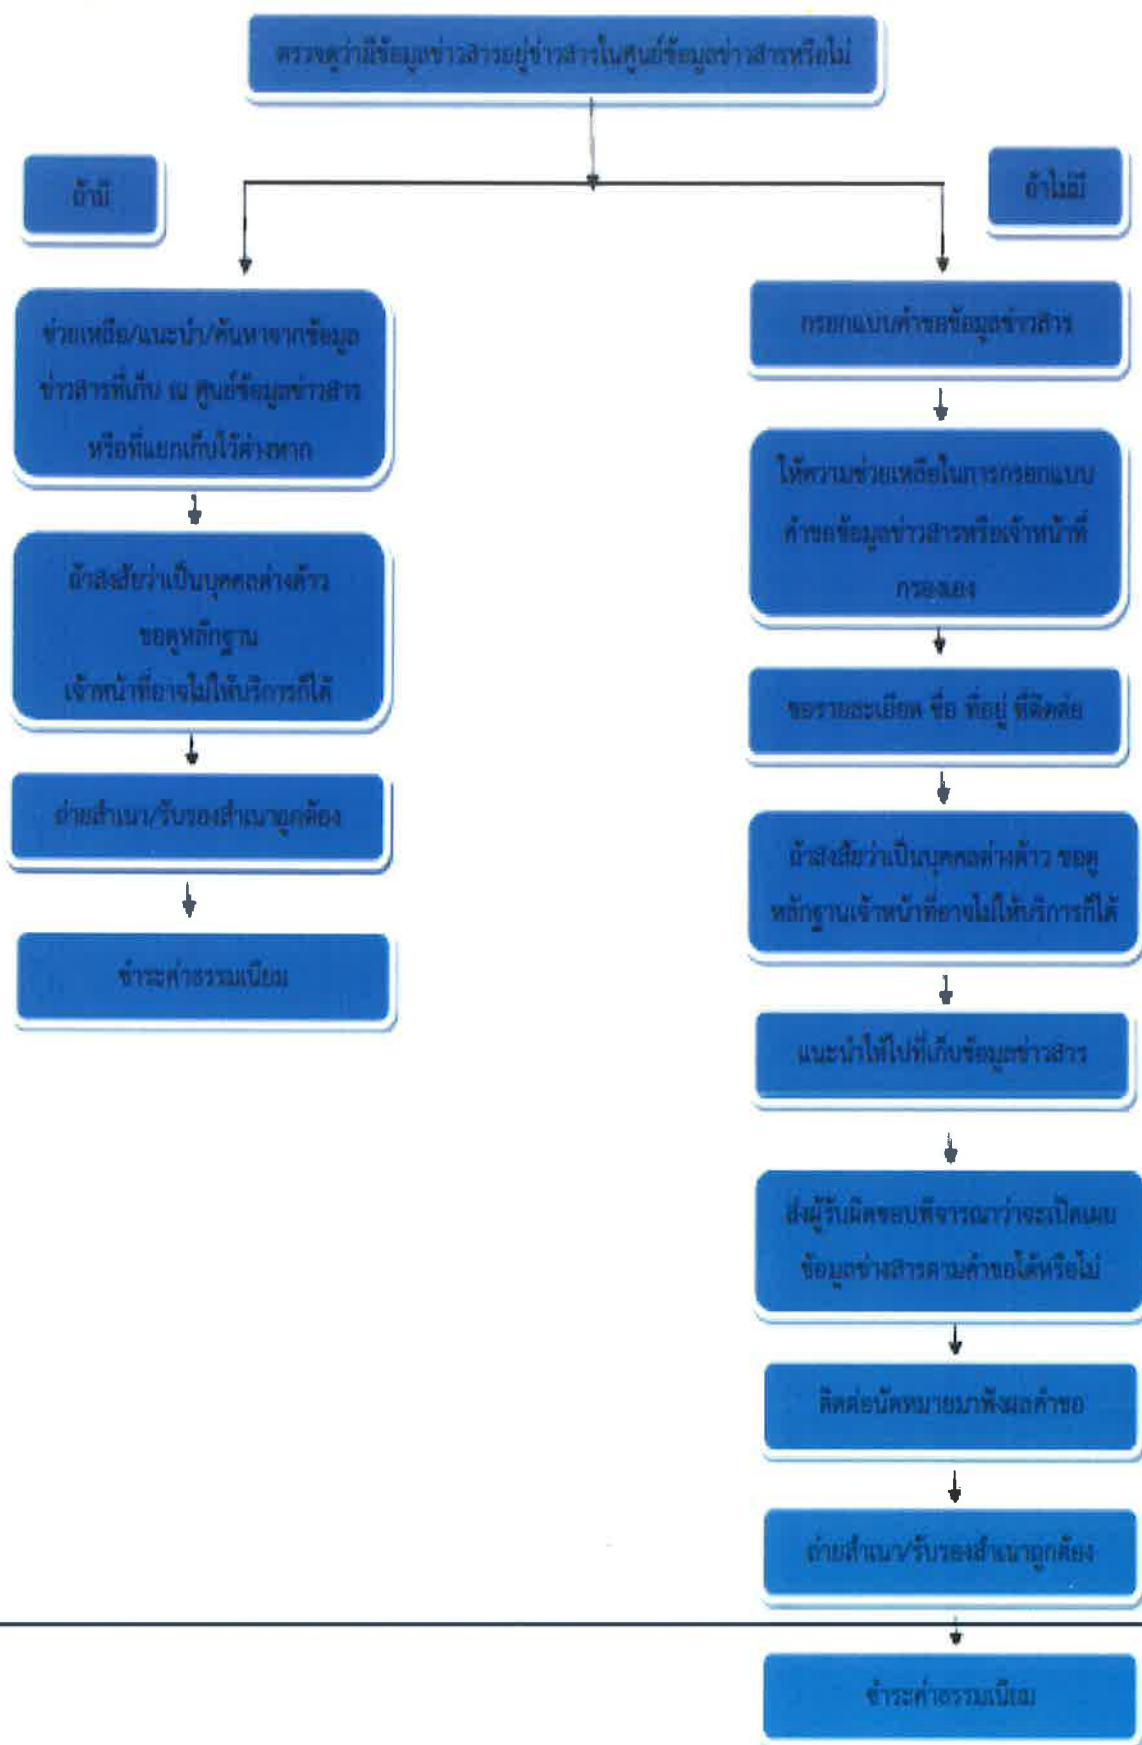 ตรวจดูว่ามีข้อมูลข่าวสารอยู่ข่าวสารในศูนย์ข้อมูลข่าวสารหรือไม่
ถ้ามี
ถ้าไม่มี
ช่วยเหลือ/แนะนำ/ค้นหาจากข้อมูล
ข่าวสารที่เก็บ ณ ศูนย์ข้อมูลข่าวสาร
หรือที่แยกเก็บไว้ต่างหาก
ถ้าสงสัยว่าเป็นบุคคลต่างด้าว
ขอดูหลักฐาน
เจ้าหน้าที่อาจไม่ให้บริการก็ได้
ถ่ายสำเนา/รับรองสำเนาถูกต้อง
ชำระค่าธรรมเนียม
กรอกแบบคำขอข้อมูลข่าวสาร
ให้ความช่วยเหลือในการกรอกแบบ
คำขอข้อมูลข่าวสารหรือเจ้าหน้าที่
กรองเอง
ขอรายละเอียด ชื่อ ที่อยู่ ที่ติดต่อ
ถ้าสงสัยว่าเป็นบุคคลต่างด้าว ขอดู
หลักฐานเจ้าหน้าที่อาจไม่ให้บริการก็ได้
แนะนำให้ไปที่เก็บข้อมูลข่าวสาร
ส่งผู้รับผิดชอบพิจารณาว่าจะเปิดเผย
ข้อมูลข่างสารตามคำขอได้หรือไม่
ติดต่อนัดหมายมาฟังผลคำขอ
ถ่ายสำเนา/รับรองสำเนาถูกต้อง
ชำระค่าธรรมเนียม